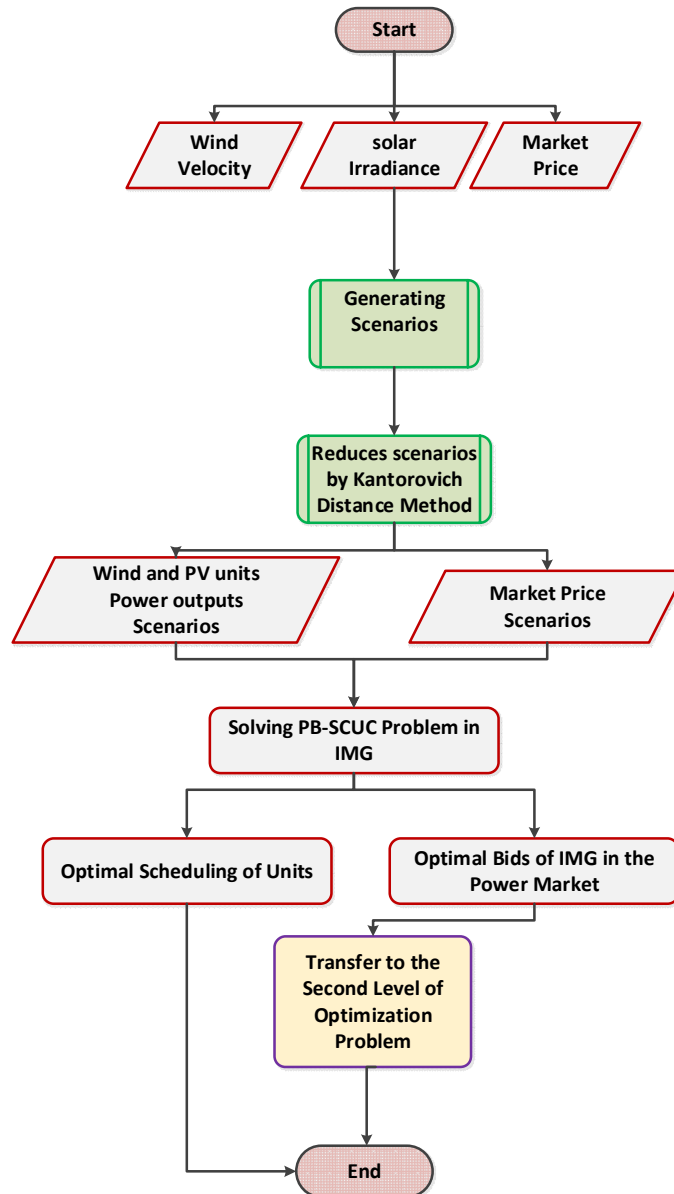 Start
Wind
Velocity
solar
Irradiance
Market
Price
Generating
Scenarios
Reduces scenarios
by Kantorovich
Distance Method
Wind and PV units
Power outputs
Scenarios
Market Price
Scenarios
Solving PB-SCUC Problem in
IMG
Optimal Scheduling of Units
Optimal Bids of IMG in the
Power Market
Transfer to the
Second Level of
Optimization
Problem
End